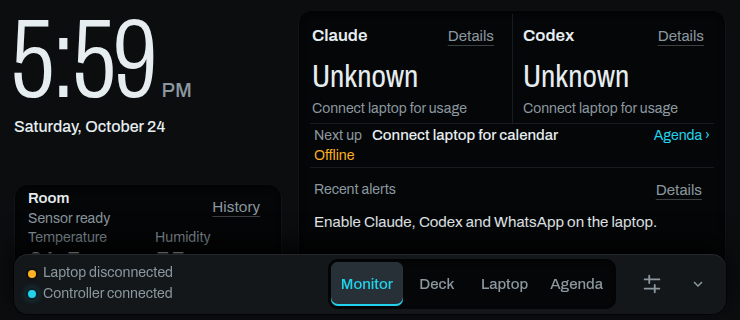 5:59 PM
Saturday, October 24
Room
Sensor ready
History
Temperature Humidity
Claude Details
Unknown
Connect laptop for usage
Codex Details
Unknown
Connect laptop for usage
Next up Connect laptop for calendar Agenda ›
Offline
Recent alerts Details
Enable Claude, Codex and WhatsApp on the laptop.
Laptop disconnected
Controller connected
Monitor Deck Laptop Agenda